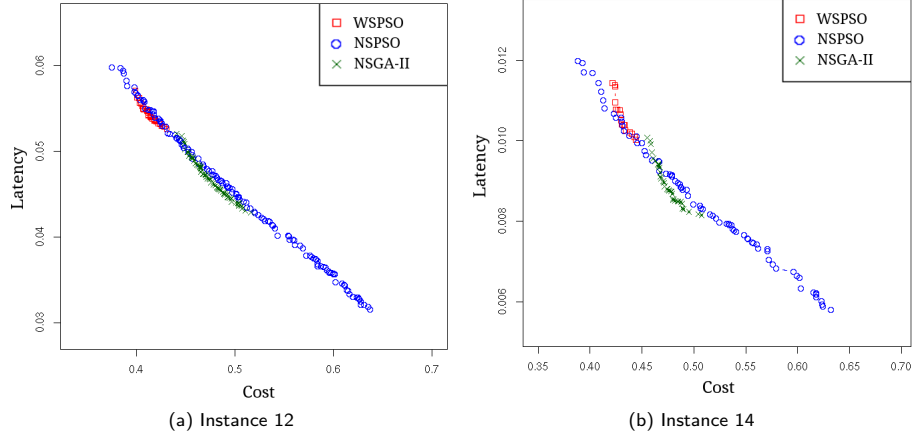 WSPSO
NSPSO
NSGA-II
Latency
0.06
0.05
0.04
0.03
0.4
0.5
0.6
0.7
Cost
(a) Instance 12
WSPSO
NSPSO
NSGA-II
Latency
0.012
0.010
0.008
0.006
0.35
0.40
0.45
0.50
0.55
0.60
0.65
0.70
Cost
(b) Instance 14